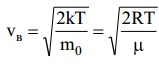 vв = √(2kT/m₀) = √(2RT/μ)